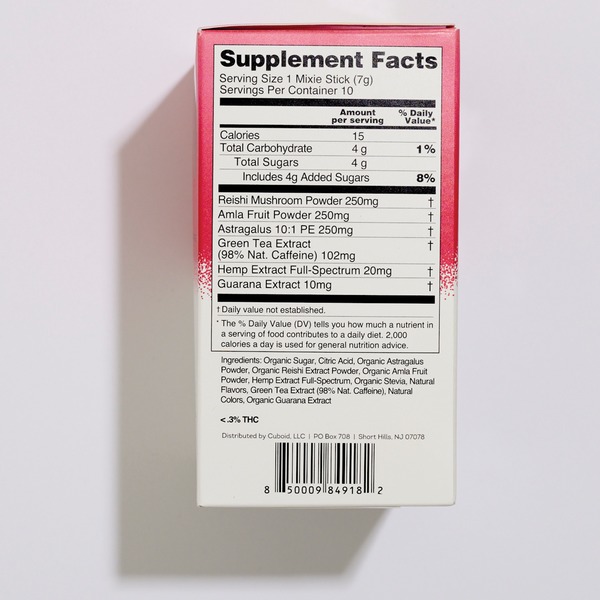 Supplement Facts
Serving Size 1 Mixie Stick (7g)
Servings Per Container 10
Amount per serving % Daily Value*
Calories 15
Total Carbohydrate 4 g 1%
Total Sugars 4 g
Includes 4g Added Sugars 8%
Reishi Mushroom Powder 250mg †
Amla Fruit Powder 250mg †
Astragalus 10:1 PE 250mg †
Green Tea Extract †
(98% Nat. Caffeine) 102mg
Hemp Extract Full-Spectrum 20mg †
Guarana Extract 10mg †
† Daily value not established.
* The % Daily Value (DV) tells you how much a nutrient in
a serving of food contributes to a daily diet. 2,000
calories a day is used for general nutrition advice.
Ingredients: Organic Sugar, Citric Acid, Organic Astragalus
Powder, Organic Reishi Extract Powder, Organic Amla Fruit
Powder, Hemp Extract Full-Spectrum, Organic Stevia, Natural
Flavors, Green Tea Extract (98% Nat. Caffeine), Natural
Colors, Organic Guarana Extract
< .3% THC
Distributed by Cuboid, LLC | PO Box 708 | Short Hills, NJ 07078
8 50009 84918 2